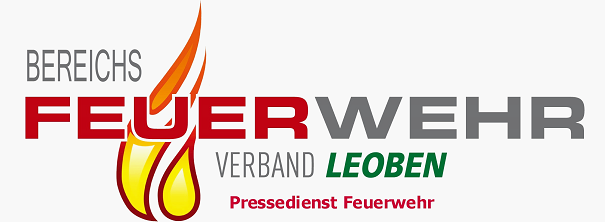 BEREICHS
FEUERWEHR
VERBAND LEOBEN
Pressedienst Feuerwehr